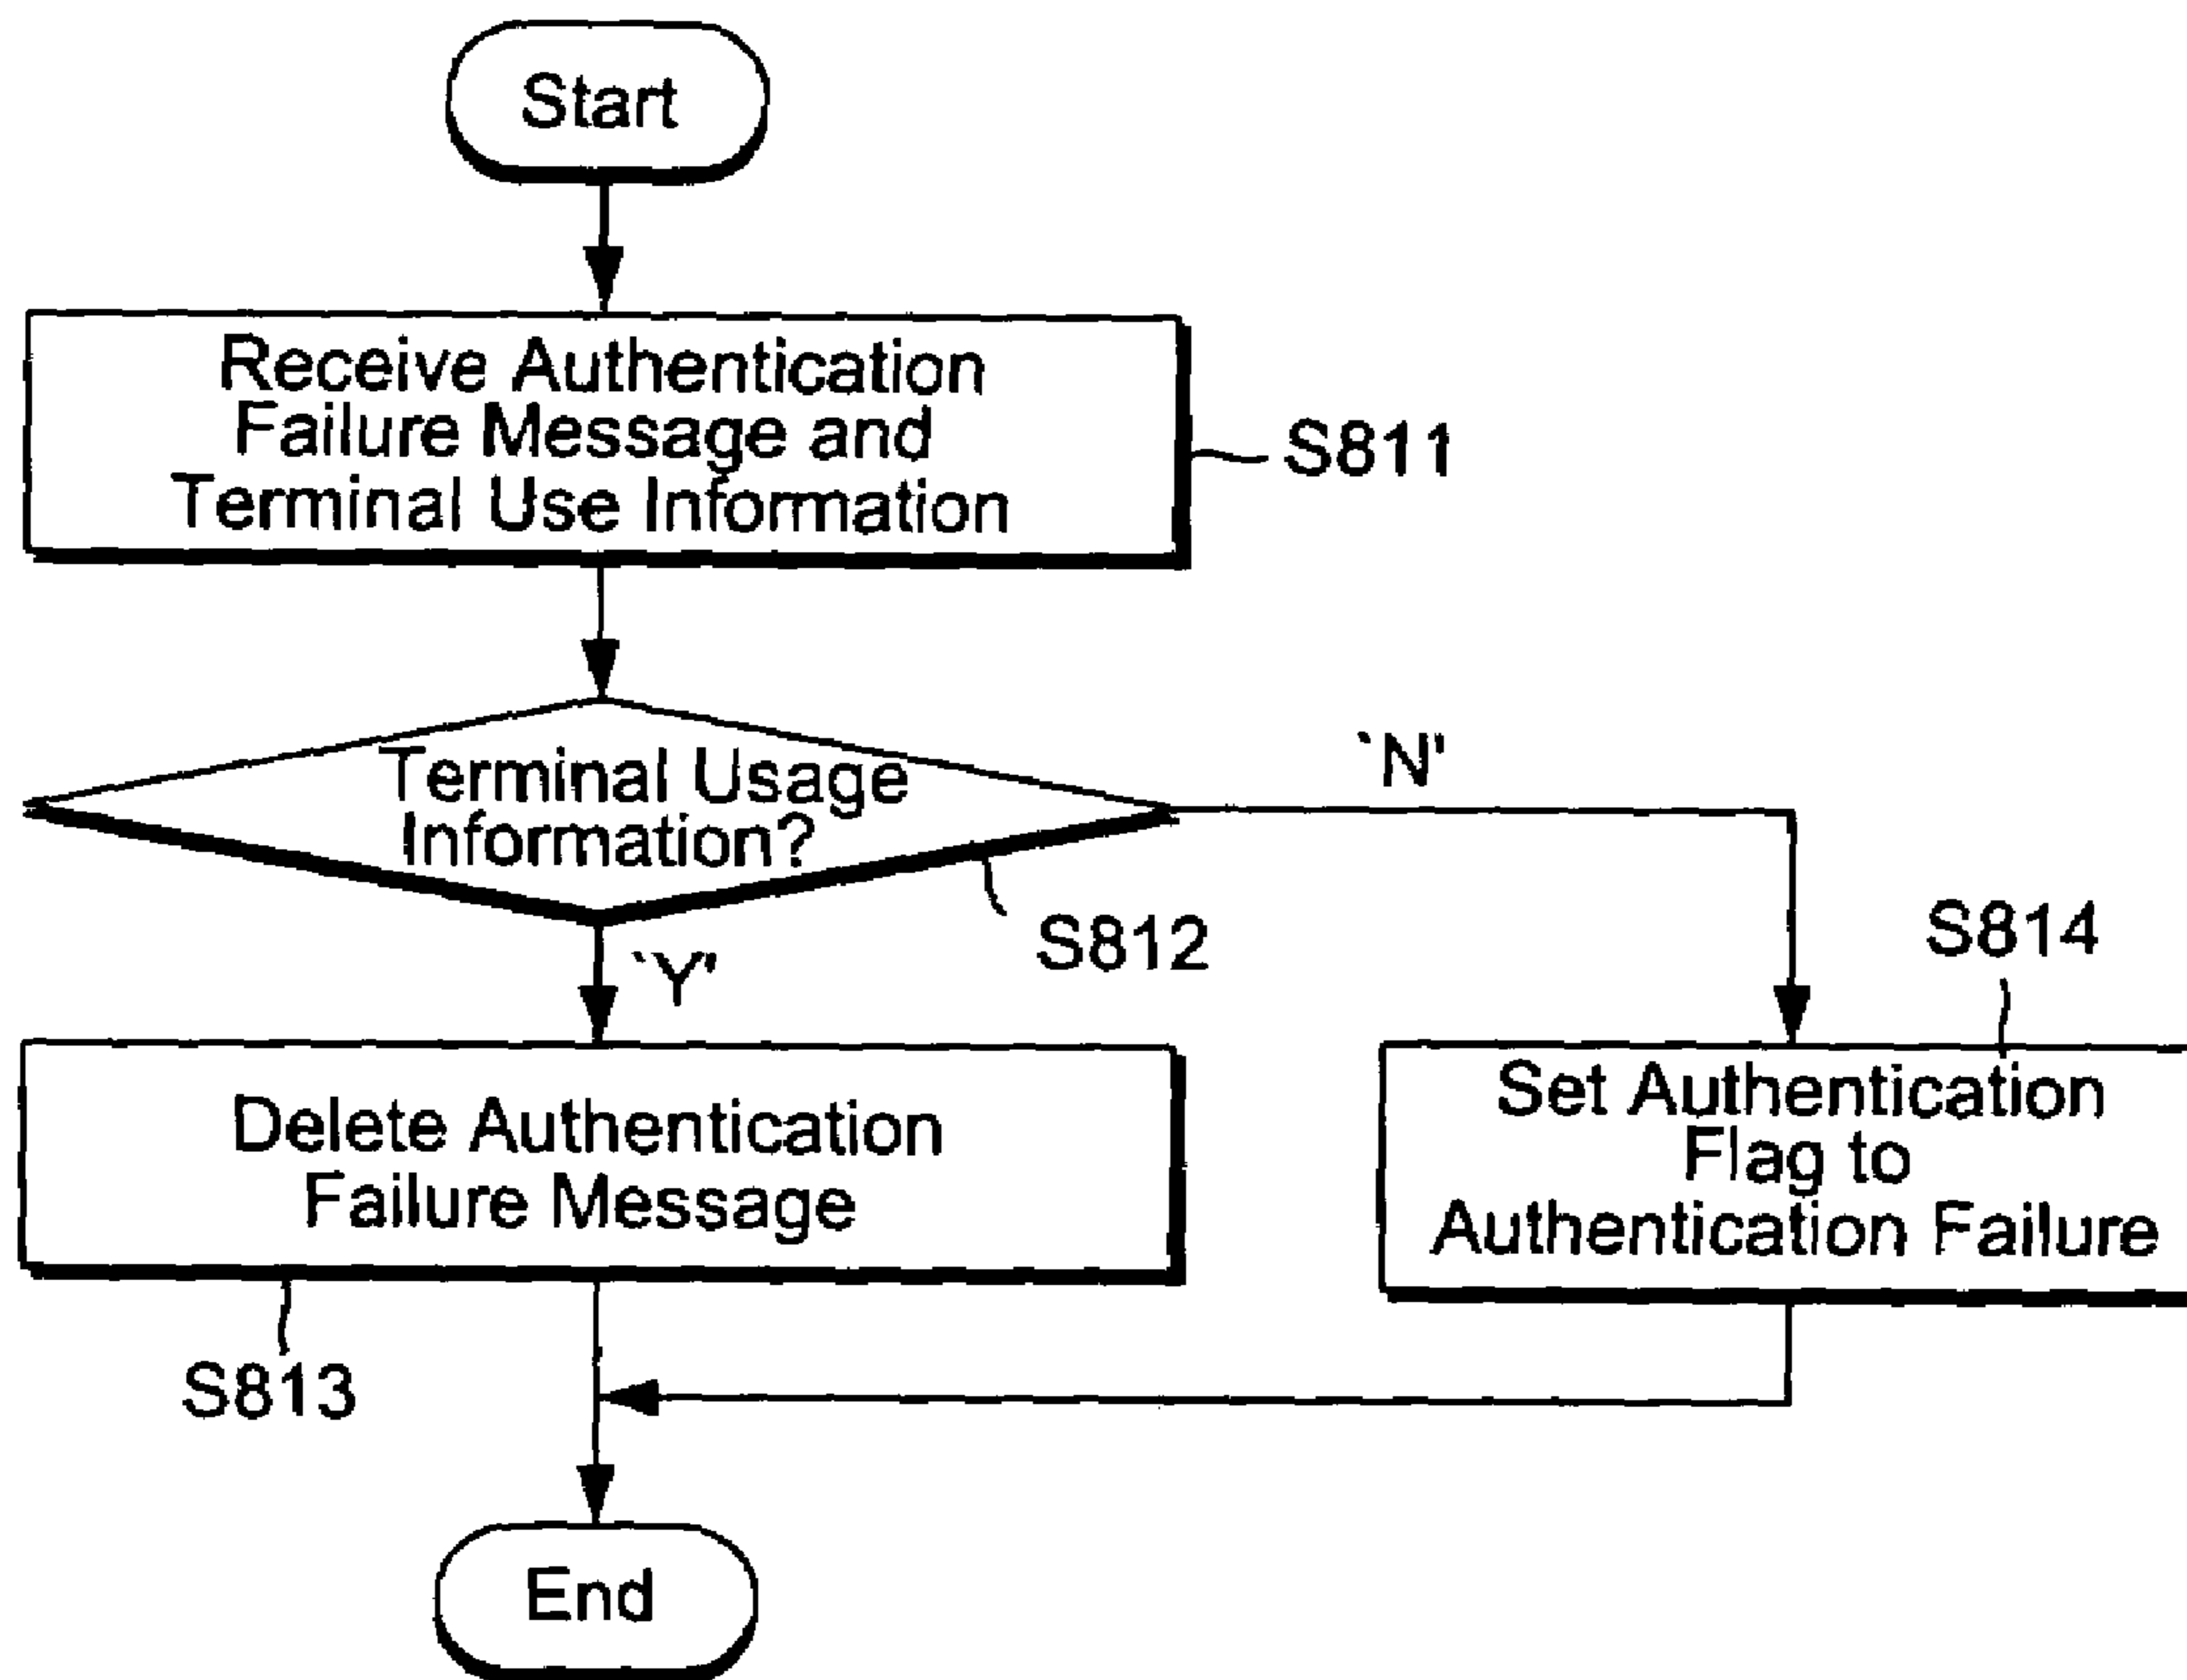 Start
Receive Authentication
Failure Message and
Terminal Use Information
S811
Terminal Usage
Information?
`N'
S812
`Y'
S814
Delete Authentication
Failure Message
Set Authentication
Flag to
Authentication Failure
S813
End